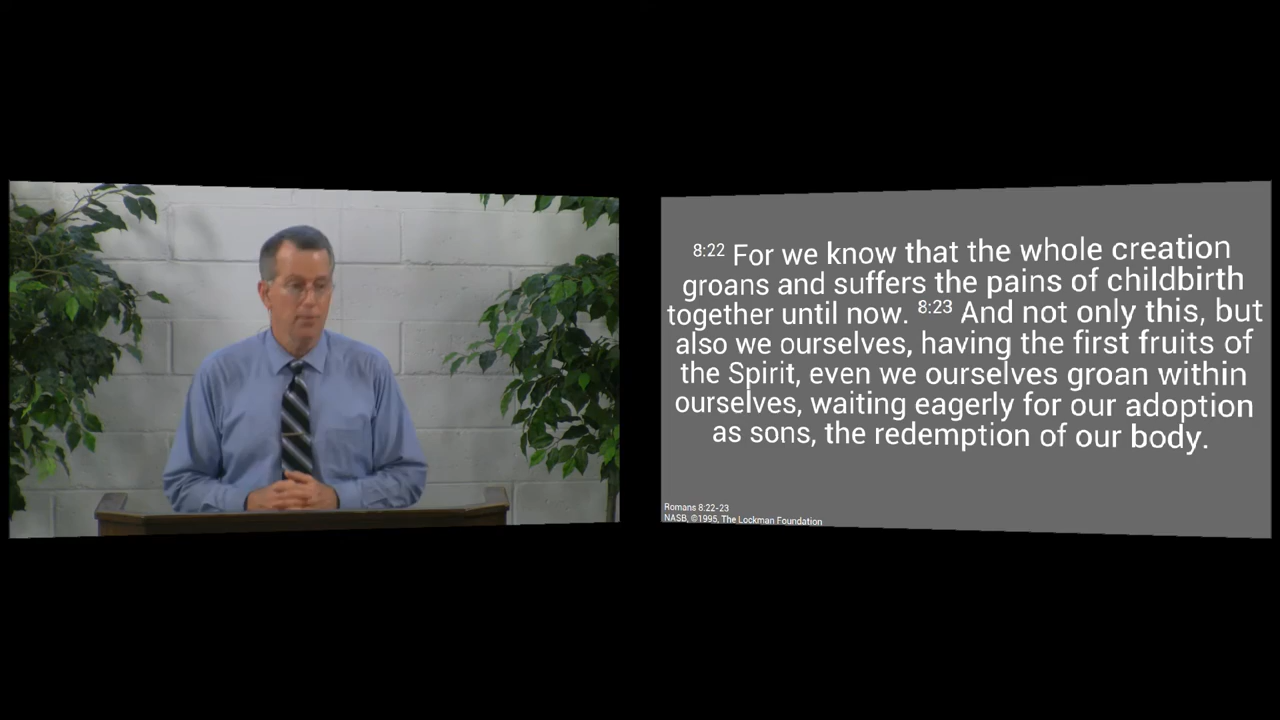 8:22 For we know that the whole creation
groans and suffers the pains of childbirth
together until now. 8:23 And not only this, but
also we ourselves, having the first fruits of
the Spirit, even we ourselves groan within
ourselves, waiting eagerly for our adoption
as sons, the redemption of our body.
Romans 8:22-23
NASB, ©1995, The Lockman Foundation